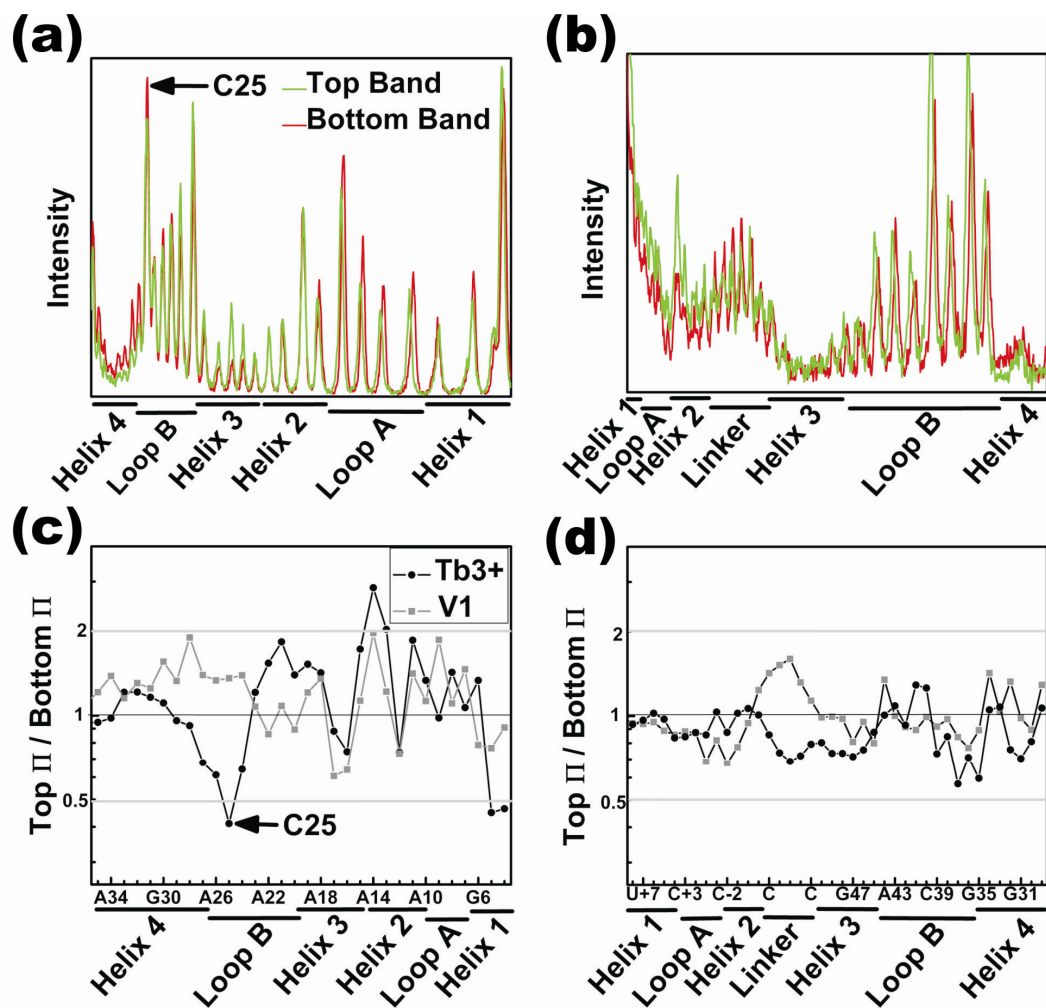 (a)
(b)
C25
Top Band
Bottom Band
Intensity
Helix 4
Loop B
Helix 3
Helix 2
Loop A
Helix 1
Intensity
Helix 1
Loop A
Helix 2
Linker
Helix 3
Loop B
Helix 4
(c)
(d)
Tb3+
V1
Top Π / Bottom Π
2
1
0.5
C25
A34 G30 A26 A22 A18 A14 A10 G6
Helix 4
Loop B
Helix 3
Helix 2
Loop A
Helix 1
Top Π / Bottom Π
2
1
0.5
U+7 C+3 C-2 C C G47 A43 C39 G35 G31
Helix 1
Loop A
Helix 2
Linker
Helix 3
Loop B
Helix 4